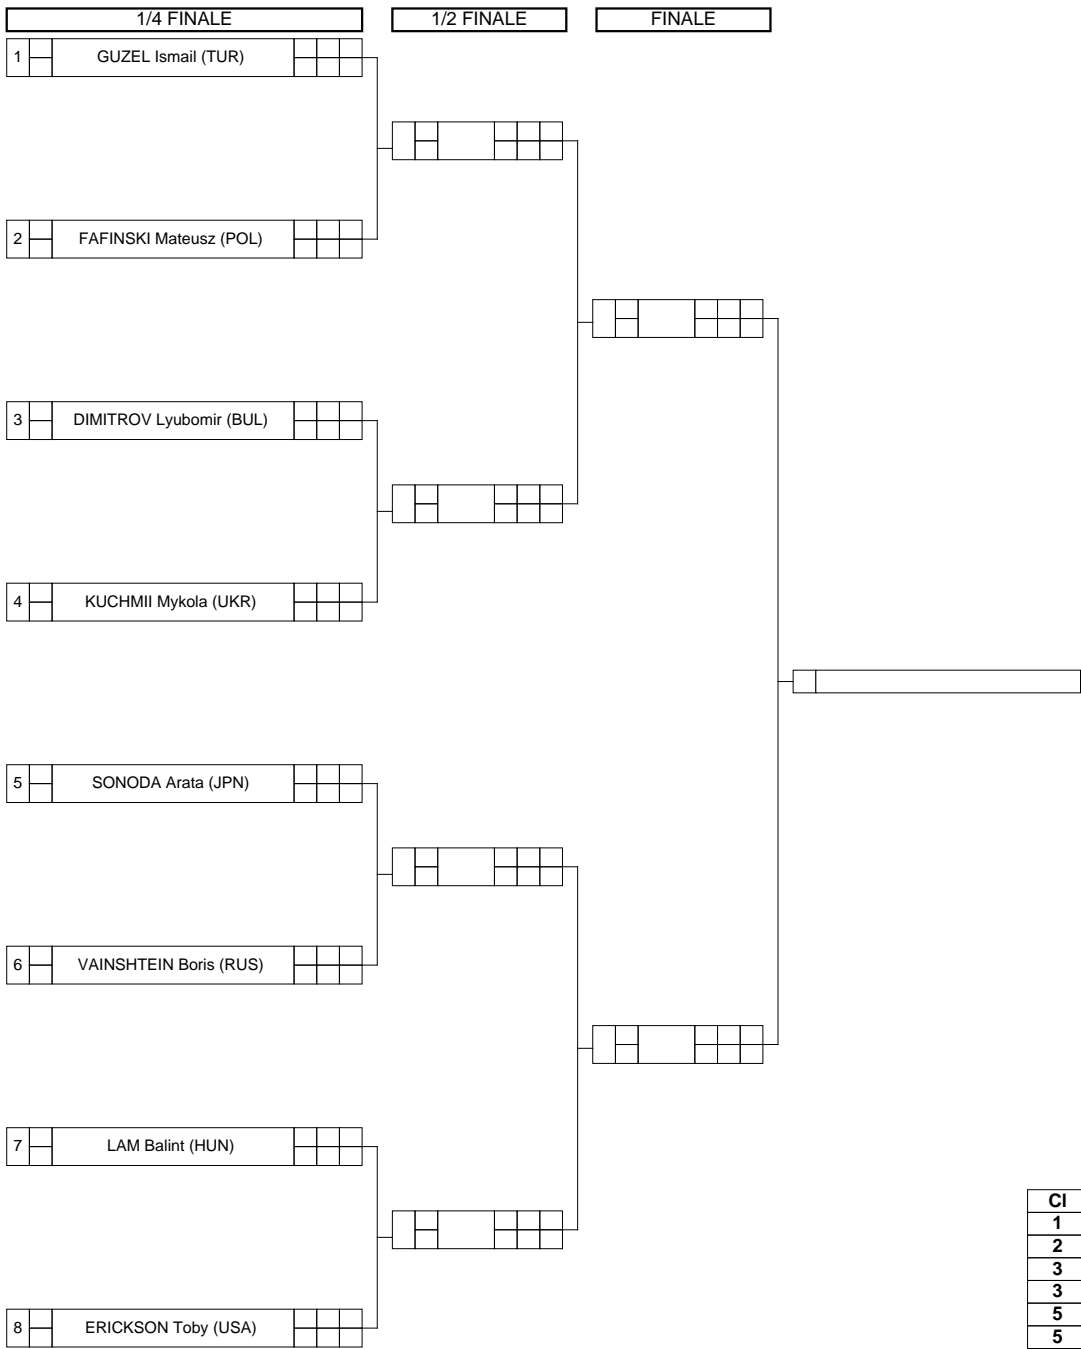 1/4 FINALE 1/2 FINALE FINALE
1 GUZEL Ismail (TUR)
2 FAFINSKI Mateusz (POL)
3 DIMITROV Lyubomir (BUL)
4 KUCHMII Mykola (UKR)
5 SONODA Arata (JPN)
6 VAINSHTEIN Boris (RUS)
7 LAM Balint (HUN)
8 ERICKSON Toby (USA)
Cl
1
2
3
3
5
5